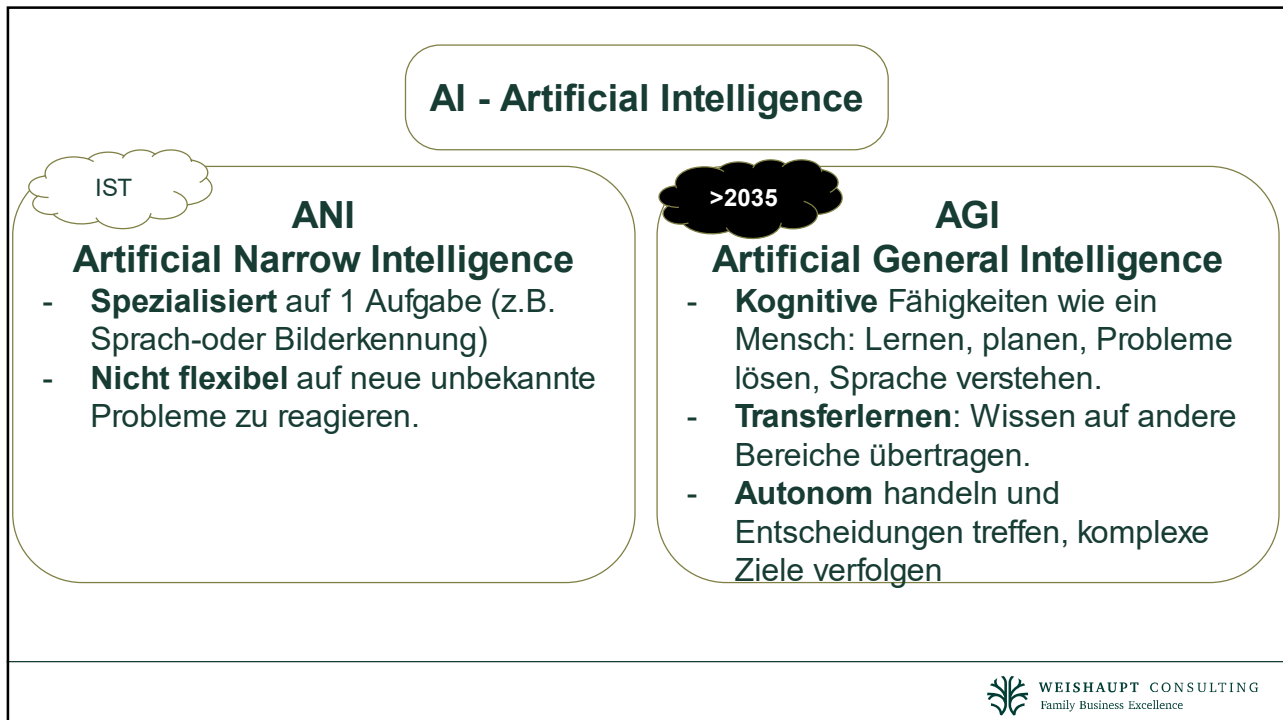 AI - Artificial Intelligence
IST
ANI
Artificial Narrow Intelligence
- Spezialisiert auf 1 Aufgabe (z.B.
Sprach-oder Bilderkennung)
- Nicht flexibel auf neue unbekannte
Probleme zu reagieren.
>2035
AGI
Artificial General Intelligence
- Kognitive Fähigkeiten wie ein
Mensch: Lernen, planen, Probleme
lösen, Sprache verstehen.
- Transferlernen: Wissen auf andere
Bereiche übertragen.
- Autonom handeln und
Entscheidungen treffen, komplexe
Ziele verfolgen
WEISHAUPT CONSULTING
Family Business Excellence